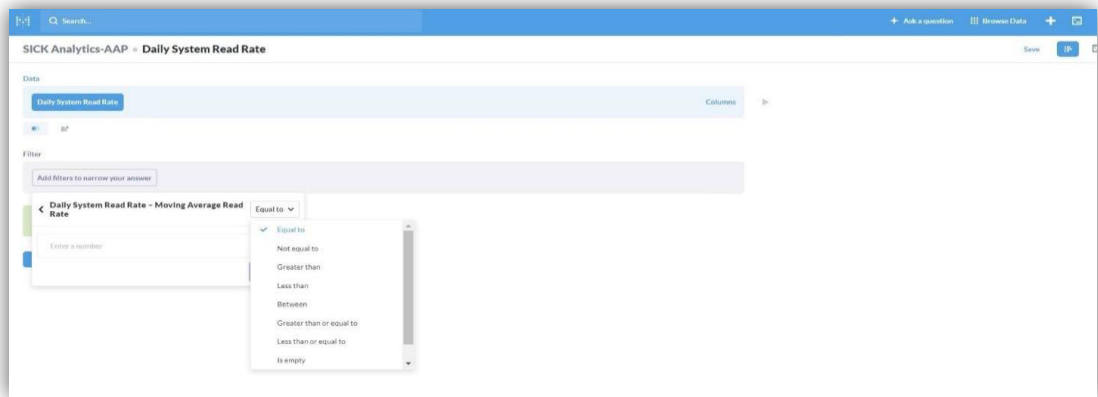 Search...
Ask a question
Browse Data
SICK Analytics-AAP • Daily System Read Rate
Save
Data
Daily System Read Rate
Columns
Filter
Add filters to narrow your answer
Daily System Read Rate – Moving Average Read
Rate
Equal to
Enter a number
Equal to
Not equal to
Greater than
Less than
Between
Greater than or equal to
Less than or equal to
Is empty